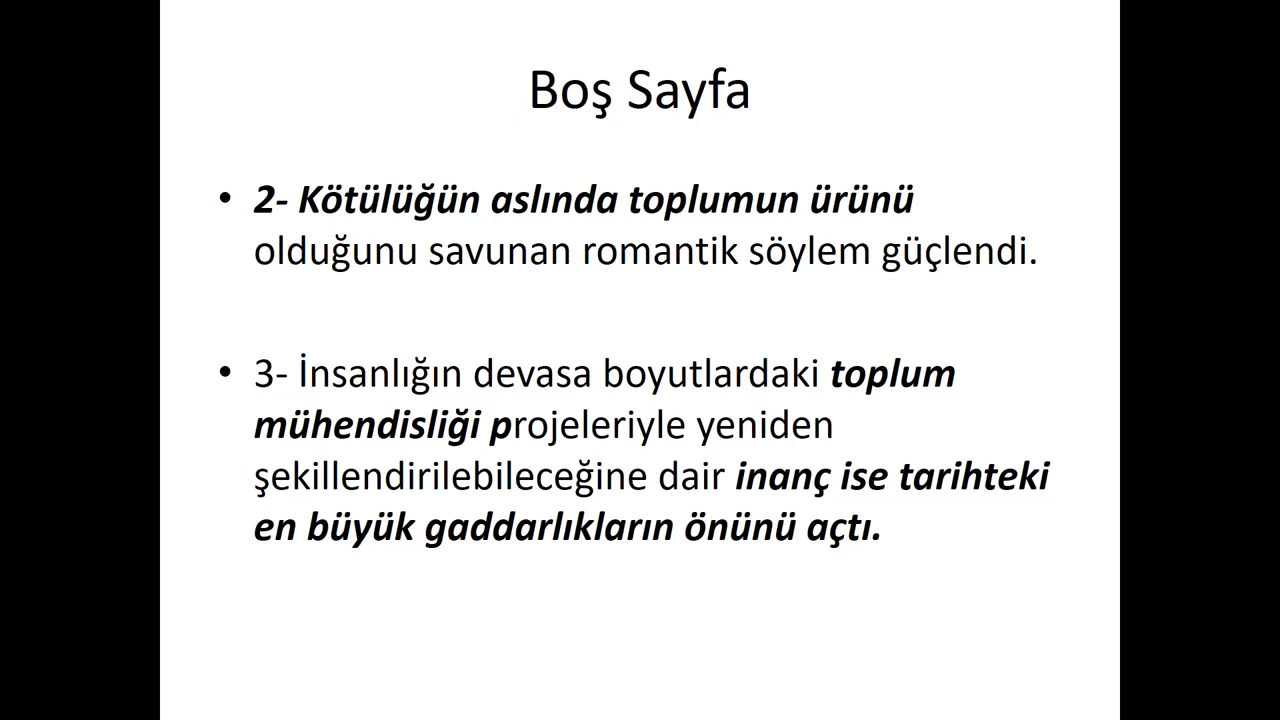 Boş Sayfa
• 2- Kötülüğün aslında toplumun ürünü
olduğunu savunan romantik söylem güçlendi.
• 3- İnsanlığın devasa boyutlardaki toplum
mühendisliği projeleriyle yeniden
şekillendirilebileceğine dair inanç ise tarihteki
en büyük gaddarlıkların önünü açtı.